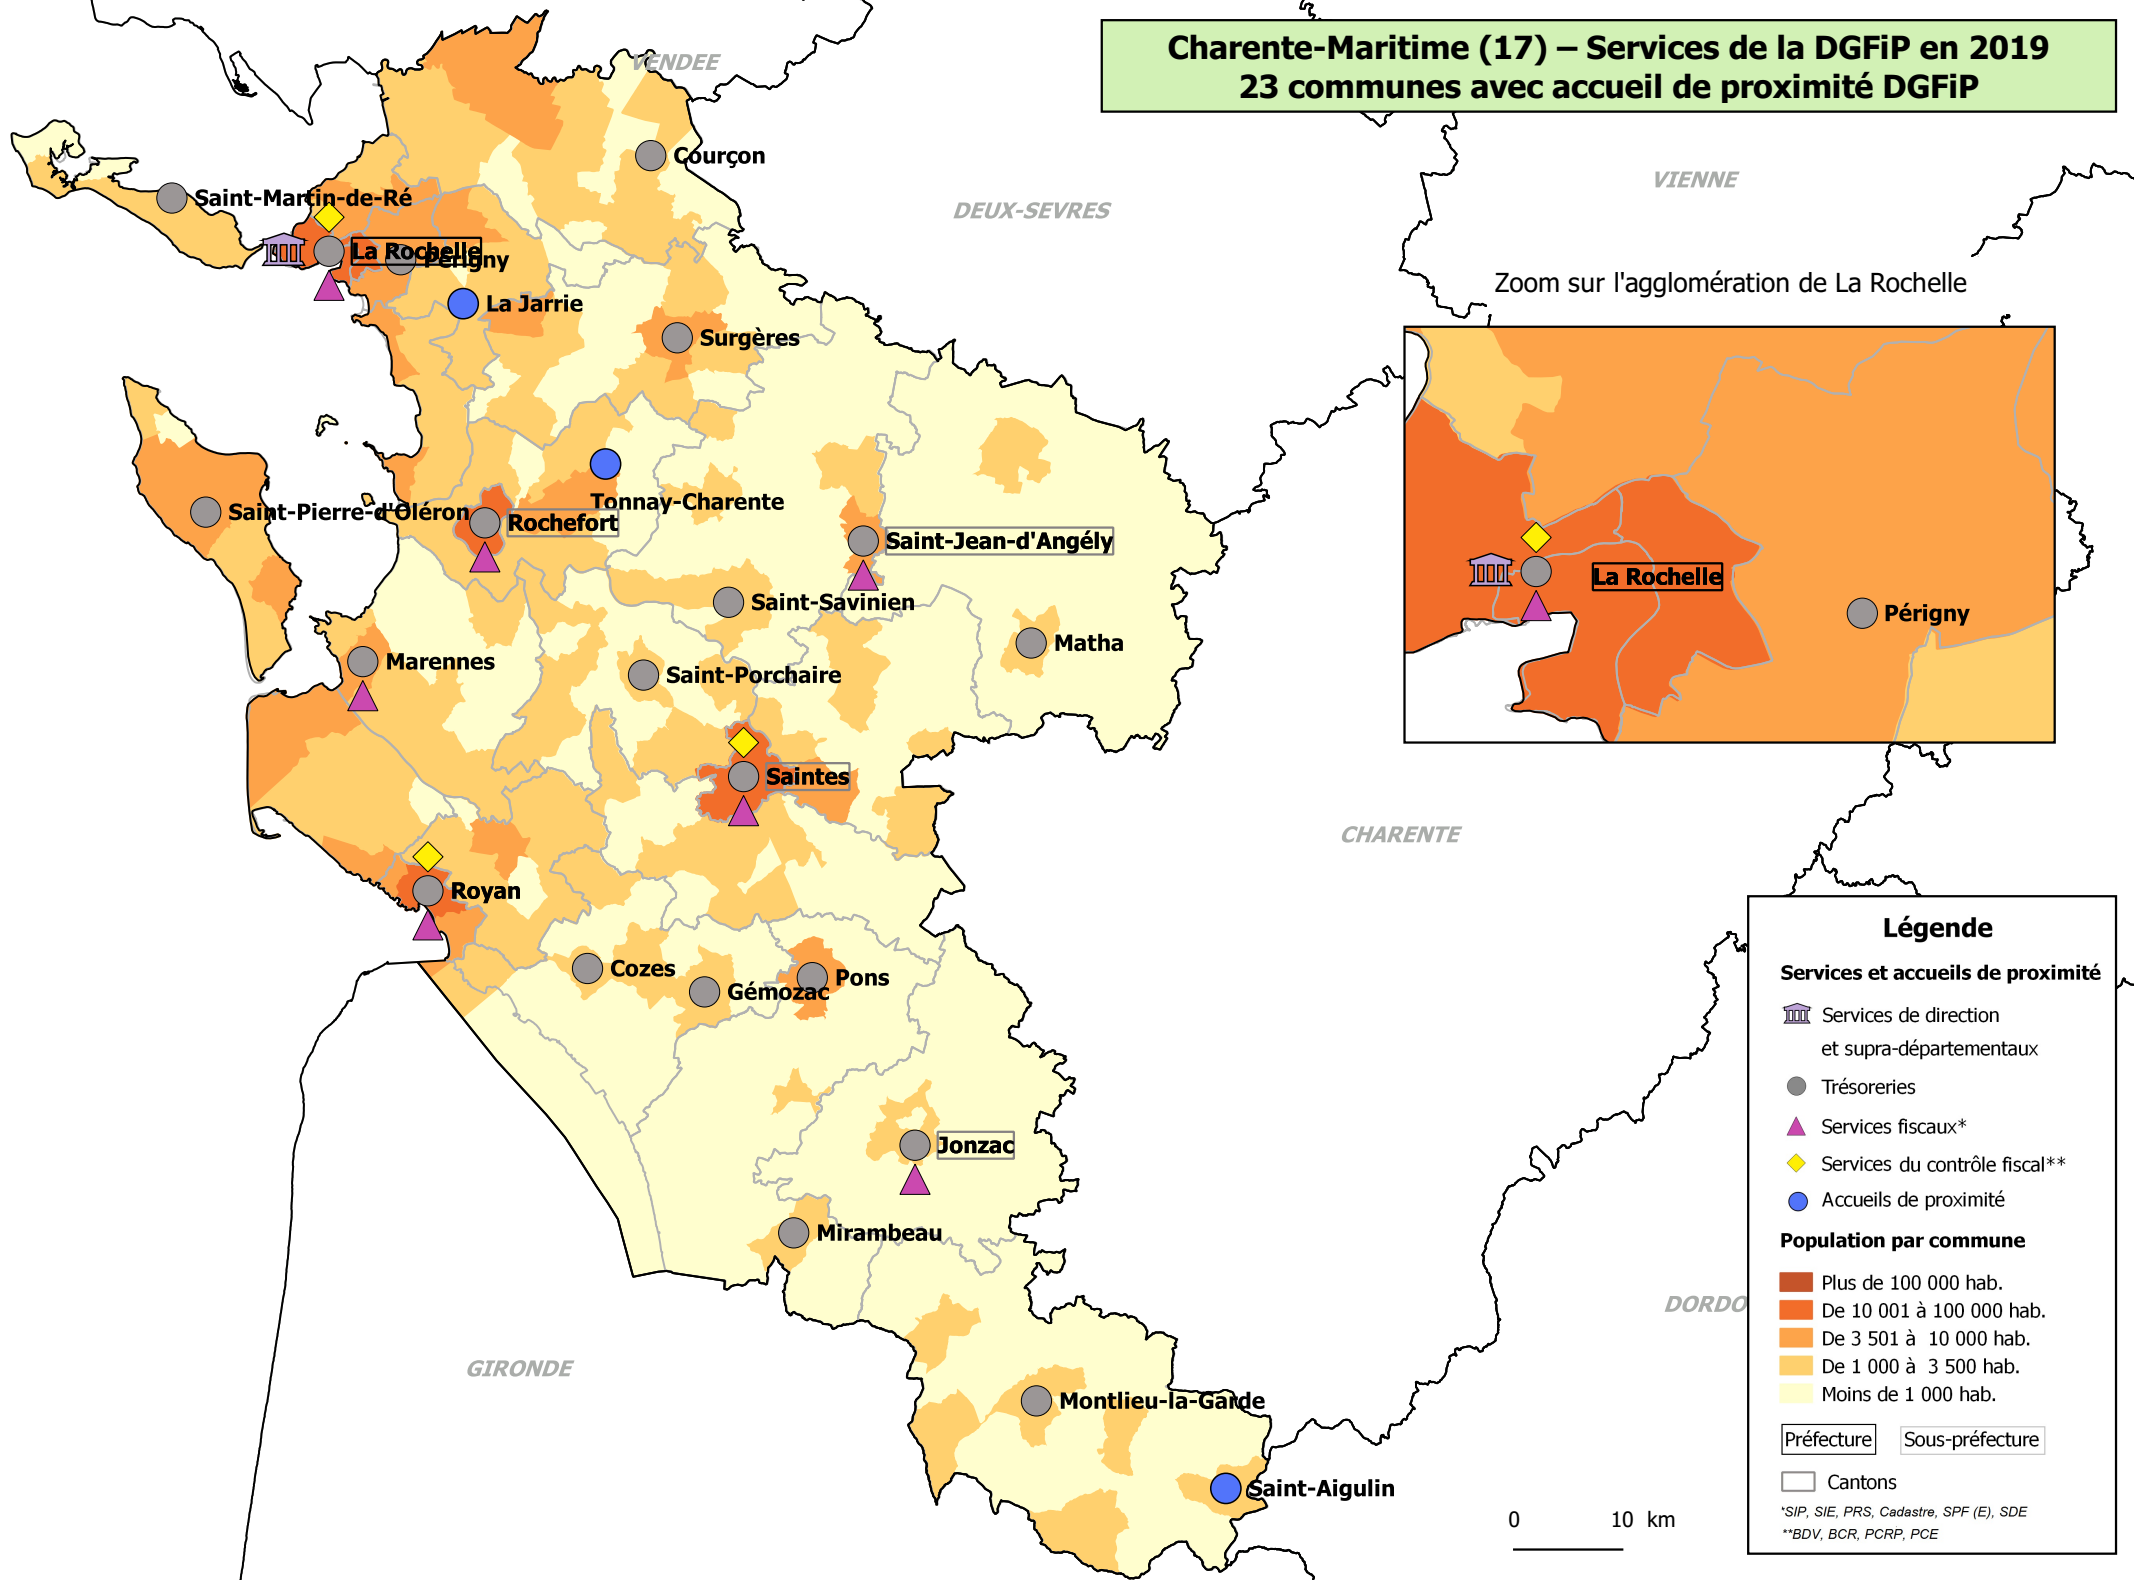 Charente-Maritime (17) – Services de la DGFiP en 2019
23 communes avec accueil de proximité DGFiP
VENDEE
Courçon
VIENNE
Saint-Martin-de-Ré
DEUX-SEVRES
La Rochelle
Périgny
Zoom sur l'agglomération de La Rochelle
La Jarrie
Surgères
Tonnay-Charente
Saint-Pierre-d'Oléron
Rochefort
Saint-Jean-d'Angély
La Rochelle
Périgny
Saint-Savinien
Matha
Marennes
Saint-Porchaire
Saintes
CHARENTE
Royan
Cozes
Gémozac
Pons
Jonzac
Mirambeau
DORDO
GIRONDE
Montlieu-la-Garde
Saint-Aigulin
0 10 km
Légende
Services et accueils de proximité
Services de direction
et supra-départementaux
Trésoreries
Services fiscaux*
Services du contrôle fiscal**
Accueils de proximité
Population par commune
Plus de 100 000 hab.
De 10 001 à 100 000 hab.
De 3 501 à 10 000 hab.
De 1 000 à 3 500 hab.
Moins de 1 000 hab.
Préfecture Sous-préfecture
Cantons
*SIP, SIE, PRS, Cadastre, SPF (E), SDE
**BDV, BCR, PCRP, PCE